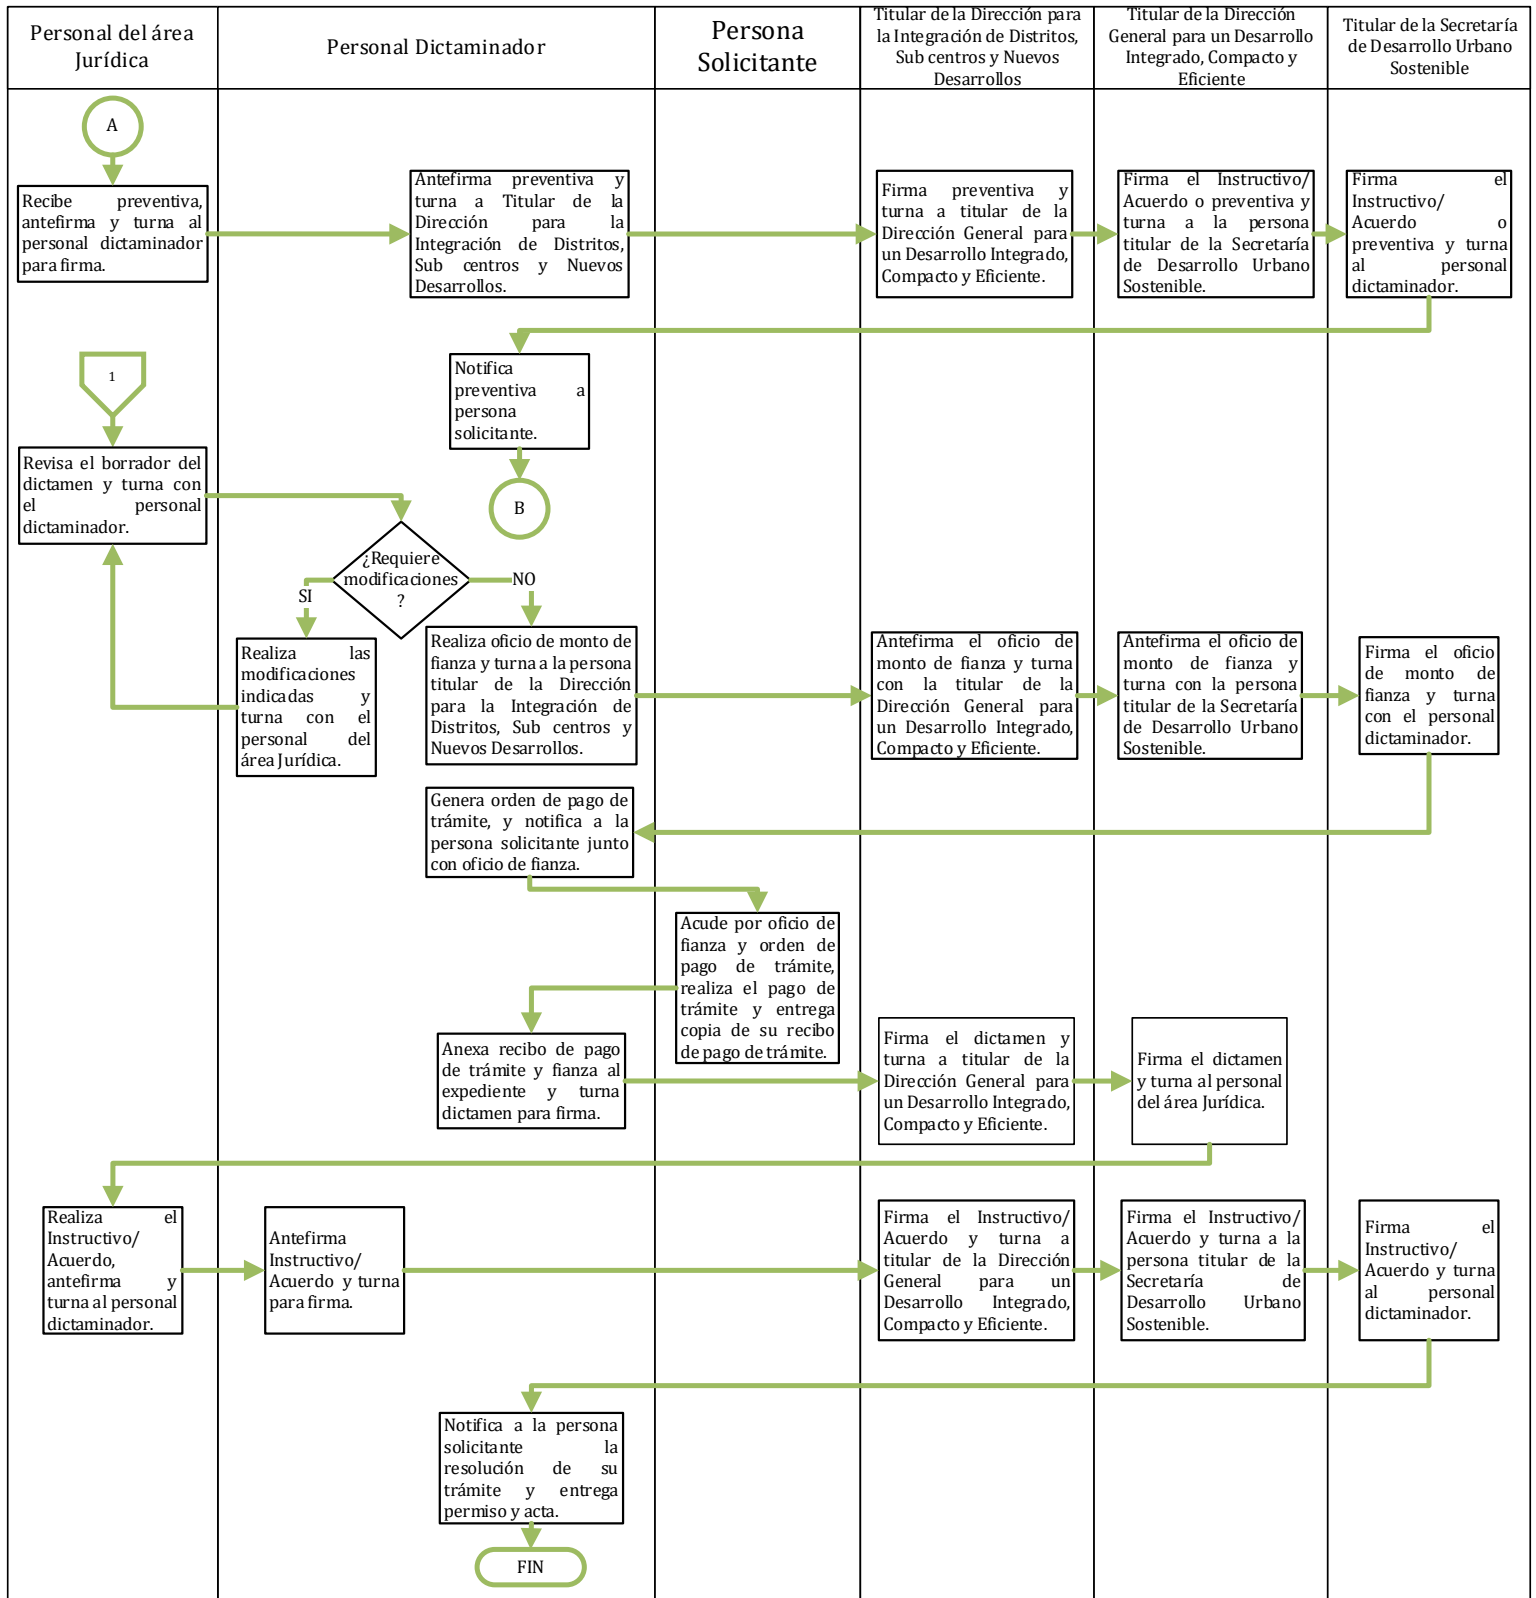 Personal del área
Jurídica
Personal Dictaminador
Persona
Solicitante
Titular de la Dirección para
la Integración de Distritos,
Sub centros y Nuevos
Desarrollos
Titular de la Dirección
General para un Desarrollo
Integrado, Compacto y
Eficiente
Titular de la Secretaría
de Desarrollo Urbano
Sostenible
A
Recibe preventiva,
antefirma y turna al
personal dictaminador
para firma.
Antefirma preventiva y
turna a Titular de la
Dirección para la
Integración de Distritos,
Sub centros y Nuevos
Desarrollos.
Firma preventiva y
turna a titular de la
Dirección General para
un Desarrollo Integrado,
Compacto y Eficiente.
Firma el Instructivo/
Acuerdo o preventiva y
turna a la persona
titular de la Secretaría
de Desarrollo Urbano
Sostenible.
Firma el
Instructivo/
Acuerdo o
preventiva y turna
al personal
dictaminador.
Notifica
preventiva a
persona
solicitante.
B
1
Revisa el borrador del
dictamen y turna con
el personal
dictaminador.
¿Requiere
modificaciones
?
SI
NO
Realiza las
modificaciones
indicadas y
turna con el
personal del
área Jurídica.
Realiza oficio de monto de
fianza y turna a la persona
titular de la Dirección
para la Integración de
Distritos, Sub centros y
Nuevos Desarrollos.
Antefirma el oficio de
monto de fianza y turna
con la titular de la
Dirección General para
un Desarrollo Integrado,
Compacto y Eficiente.
Antefirma el oficio de
monto de fianza y
turna con la persona
titular de la Secretaría
de Desarrollo Urbano
Sostenible.
Firma el oficio
de monto de
fianza y turna
con el personal
dictaminador.
Genera orden de pago de
trámite, y notifica a la
persona solicitante junto
con oficio de fianza.
Acude por oficio de
fianza y orden de
pago de trámite,
realiza el pago de
trámite y entrega
copia de su recibo
de pago de trámite.
Anexa recibo de pago
de trámite y fianza al
expediente y turna
dictamen para firma.
Firma el dictamen y
turna a titular de la
Dirección General para
un Desarrollo Integrado,
Compacto y Eficiente.
Firma el dictamen
y turna al personal
del área Jurídica.
Realiza el
Instructivo/
Acuerdo,
antefirma y
turna al personal
dictaminador.
Antefirma
Instructivo/
Acuerdo y turna
para firma.
Firma el Instructivo/
Acuerdo y turna a
titular de la Dirección
General para un
Desarrollo Integrado,
Compacto y Eficiente.
Firma el Instructivo/
Acuerdo y turna a la
persona titular de la
Secretaría de
Desarrollo Urbano
Sostenible.
Firma el
Instructivo/
Acuerdo y turna
al personal
dictaminador.
Notifica a la persona
solicitante la
resolución de su
trámite y entrega
permiso y acta.
FIN